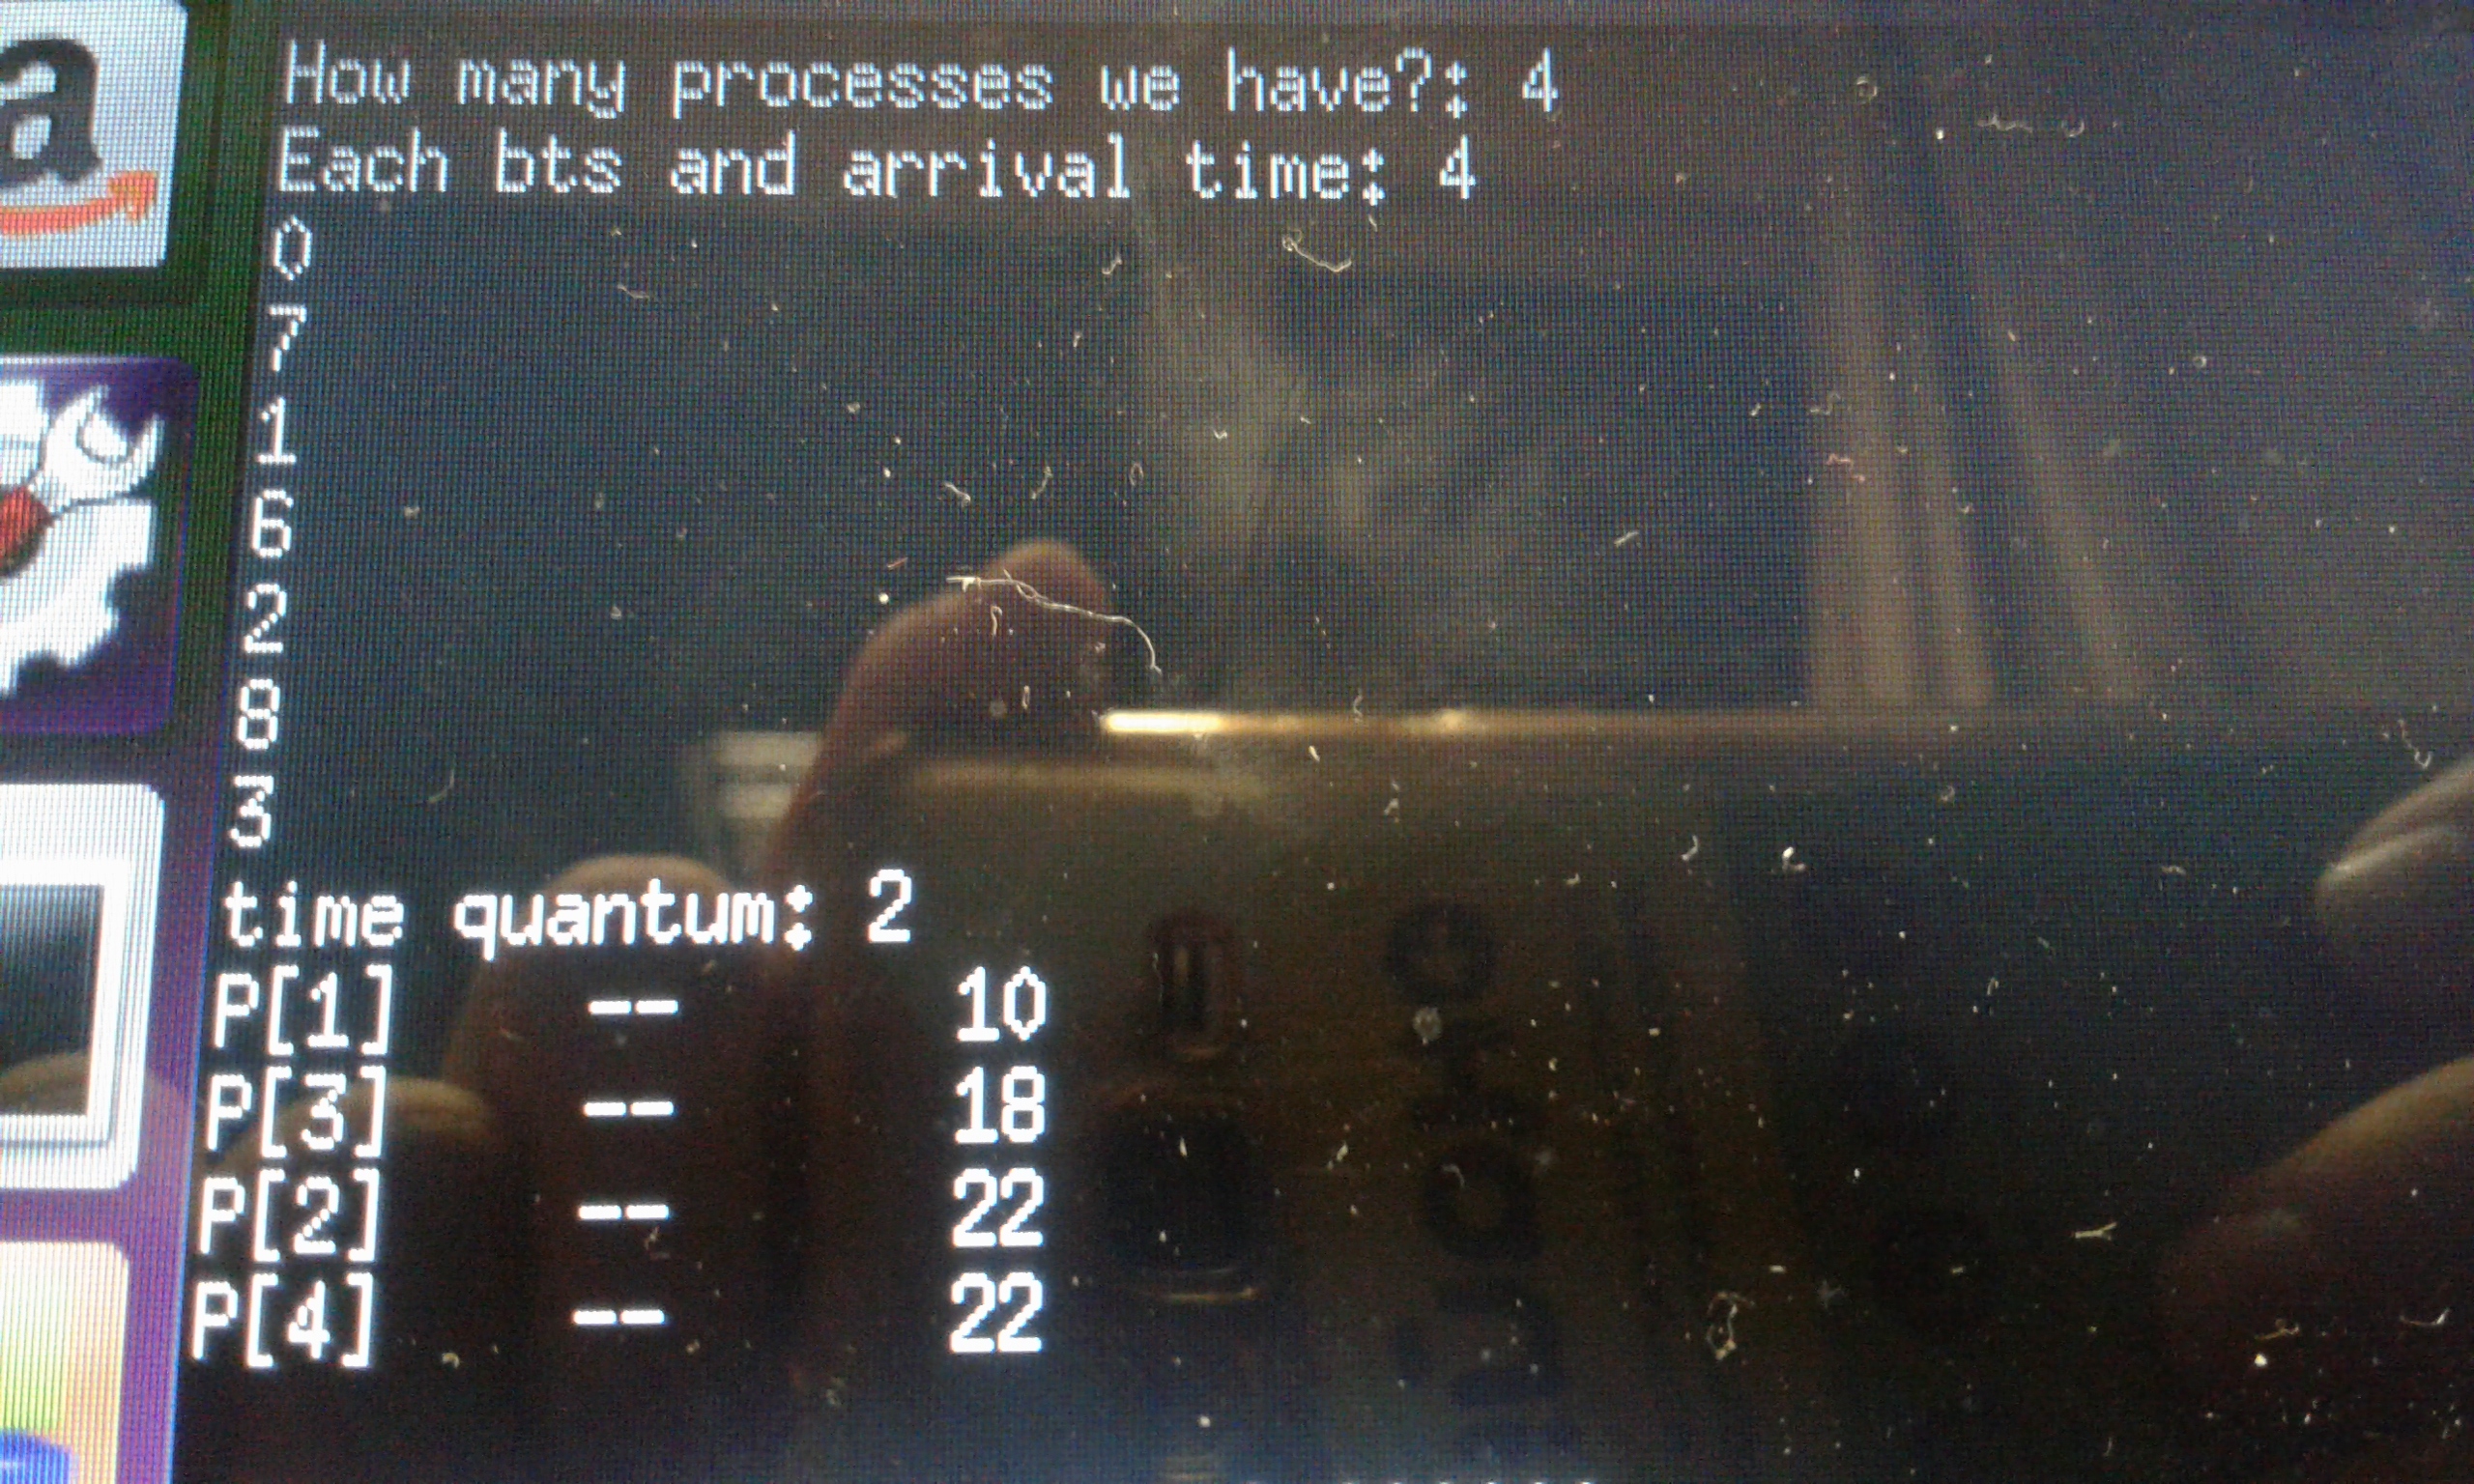 How many processes we have?: 4
Each bts and arrival time: 4
0
7
1
6
2
8
3
time quantum: 2
P[1] -- 10
P[3] -- 18
P[2] -- 22
P[4] -- 22